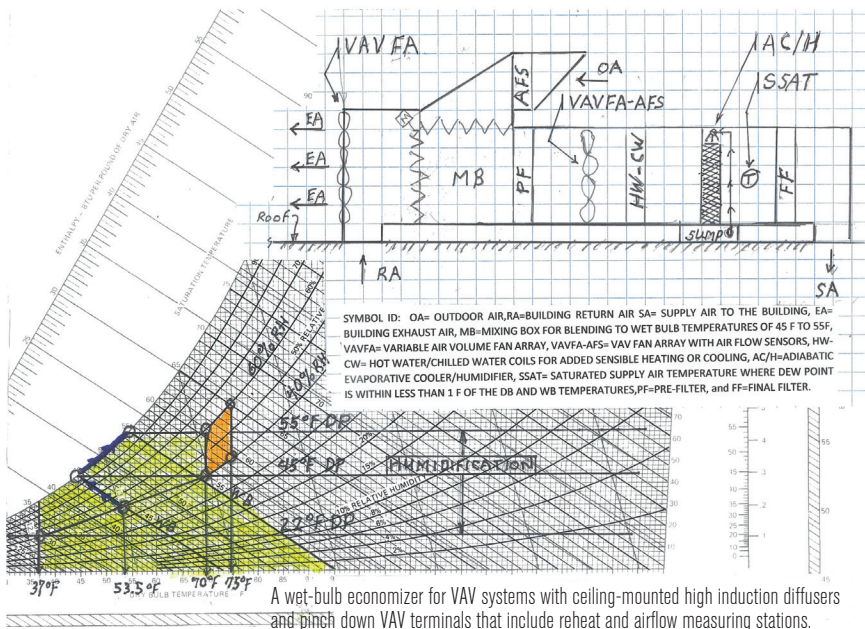 VAV FA
AC/H
SSAT
AFS
OA
VAVFA-AFS
EA
EA
EA
MB
PF
HW-CW
T
FF
ROOF
SUMP
RA
SA
ENTHALPY - BTU PER POUND OF DRY AIR
SATURATION TEMPERATURE
SYMBOL ID: OA= OUTDOOR AIR,RA=BUILDING RETURN AIR SA= SUPPLY AIR TO THE BUILDING, EA=
BUILDING EXHAUST AIR, MB=MIXING BOX FOR BLENDING TO WET BULB TEMPERATURES OF 45 F TO 55F,
VAVFA= VARIABLE AIR VOLUME FAN ARRAY, VAVFA-AFS= VAV FAN ARRAY WITH AIR FLOW SENSORS, HW-
CW= HOT WATER/CHILLED WATER COILS FOR ADDED SENSIBLE HEATING OR COOLING, AC/H=ADIABATIC
EVAPORATIVE COOLER/HUMIDIFIER, SSAT= SATURATED SUPPLY AIR TEMPERATURE WHERE DEW POINT
IS WITHIN LESS THAN 1 F OF THE DB AND WB TEMPERATURES,PF=PRE-FILTER, and FF=FINAL FILTER.
60% RH
40% RH
50% RELATIVE
55°F DP
45°F DP
HUMIDIFICATION
10% RELATIVE HUMIDI
22°F DP
37°F
53.5°F
70°F
75°F
DRY BULB TEMPERATURE F
A wet-bulb economizer for VAV systems with ceiling-mounted high induction diffusers
and pinch down VAV terminals that include reheat and airflow measuring stations.